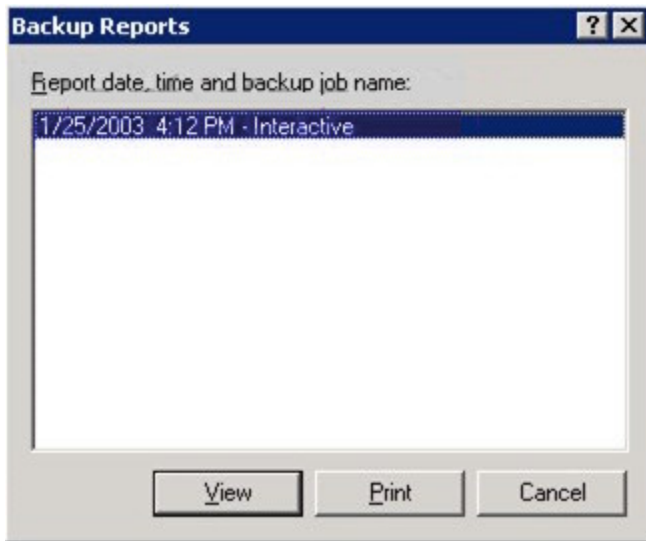 Backup Reports
Report date, time and backup job name:
1/25/2003 4:12 PM - Interactive
View Print Cancel